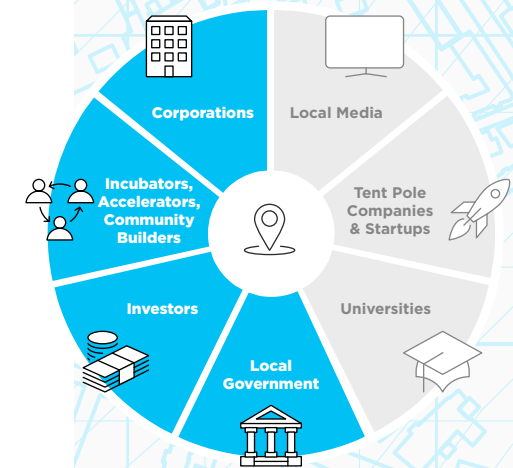 Corporations
Local Media
Incubators,
Accelerators,
Community
Builders
Tent Pole
Companies
& Startups
Investors
Universities
Local
Government